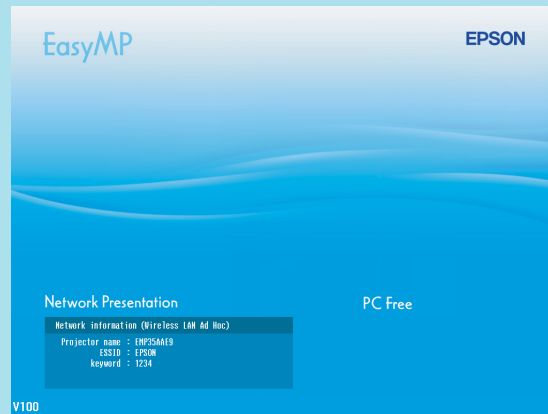 EasyMP
EPSON
Network Presentation
PC Free
Network information (Wireless LAN Ad Hoc)
Projector name : EMP35AAE9
ESSID : EPSON
keyword : 1234
V100